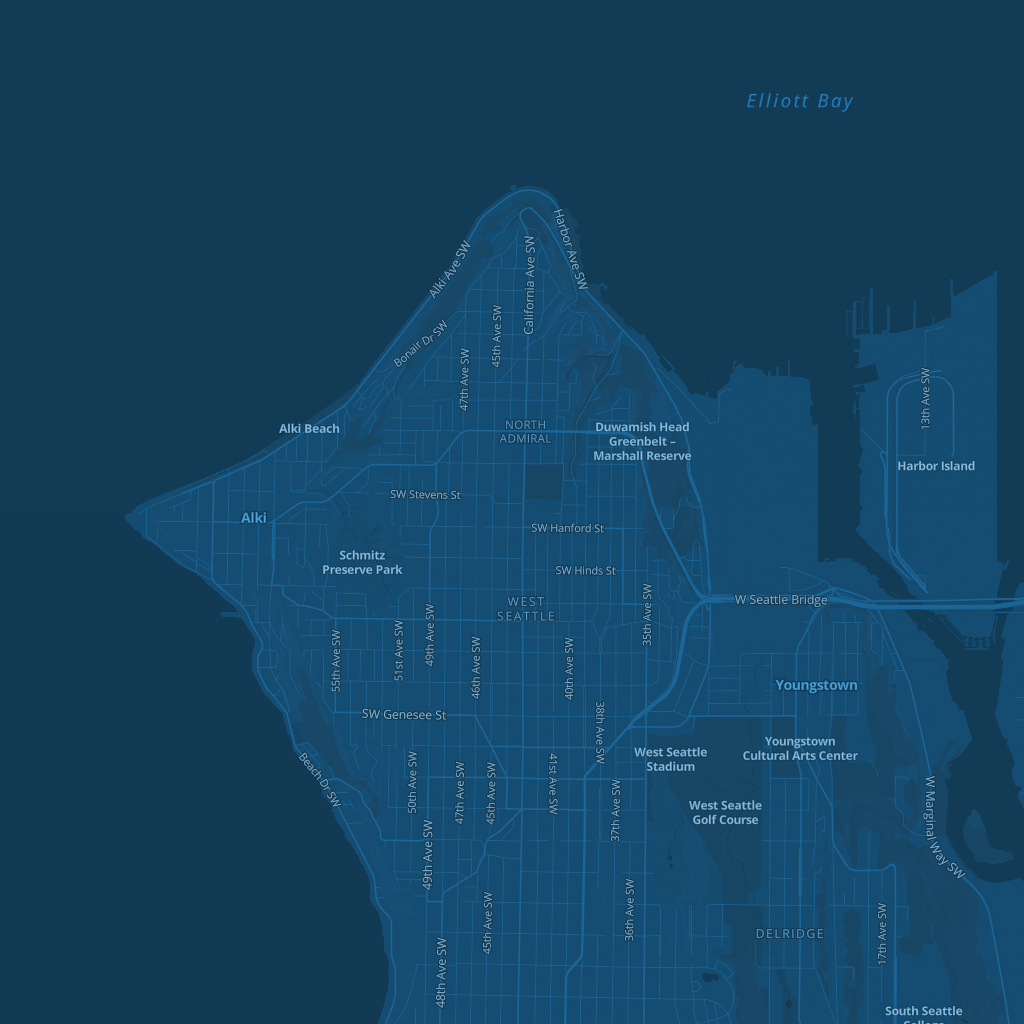 Elliott Bay
Harbor Ave SW
Alki Ave SW
California Ave SW
45th Ave SW
Bonair Dr SW
47th Ave SW
13th Ave SW
Alki Beach
NORTH
ADMIRAL
Duwamish Head
Greenbelt –
Marshall Reserve
Harbor Island
SW Stevens St
Alki
SW Hanford St
Schmitz
Preserve Park
SW Hinds St
WEST
SEATTLE
W Seattle Bridge
35th Ave SW
49th Ave SW
51st Ave SW
55th Ave SW
46th Ave SW
40th Ave SW
Youngstown
SW Genesee St
38th Ave SW
West Seattle
Stadium
Youngstown
Cultural Arts Center
Beach Dr SW
50th Ave SW
47th Ave SW
45th Ave SW
41st Ave SW
37th Ave SW
West Seattle
Golf Course
W Marginal Way SW
49th Ave SW
45th Ave SW
36th Ave SW
17th Ave SW
DELRIDGE
48th Ave SW
South Seattle
College